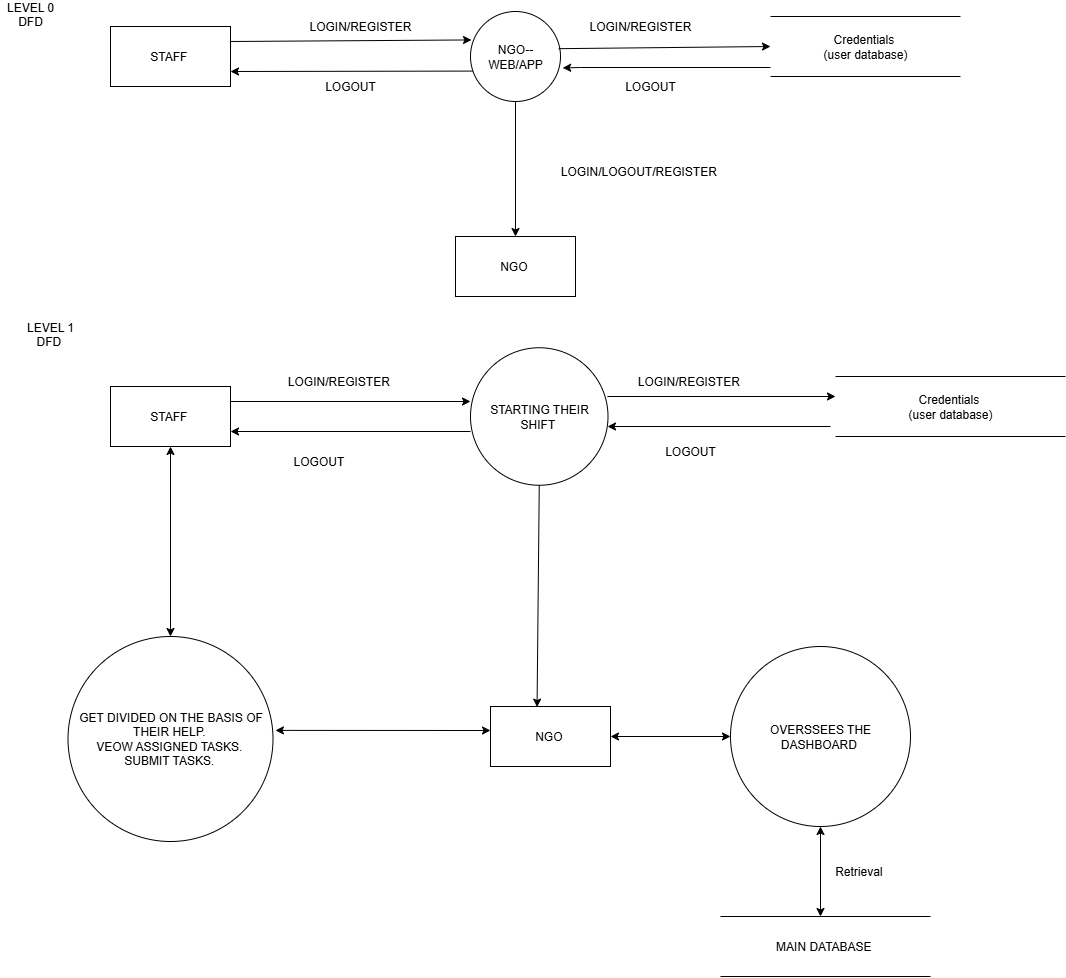 LEVEL 0
DFD
LOGIN/REGISTER
LOGIN/REGISTER
STAFF
NGO--
WEB/APP
Credentials
(user database)
LOGOUT
LOGOUT
LOGIN/LOGOUT/REGISTER
NGO
LEVEL 1
DFD
LOGIN/REGISTER
LOGIN/REGISTER
STAFF
STARTING THEIR
SHIFT
Credentials
(user database)
LOGOUT
LOGOUT
GET DIVIDED ON THE BASIS OF
THEIR HELP.
VEOW ASSIGNED TASKS.
SUBMIT TASKS.
NGO
OVERSSEES THE
DASHBOARD
Retrieval
MAIN DATABASE